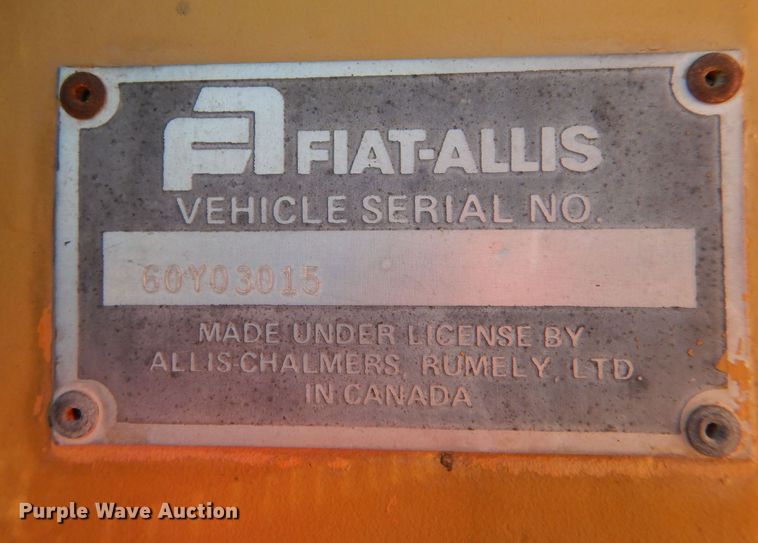 FA FIAT-ALLIS
VEHICLE SERIAL NO.
60Y03015
MADE UNDER LICENSE BY
ALLIS-CHALMERS, RUMELY, LTD.
IN CANADA
Purple Wave Auction